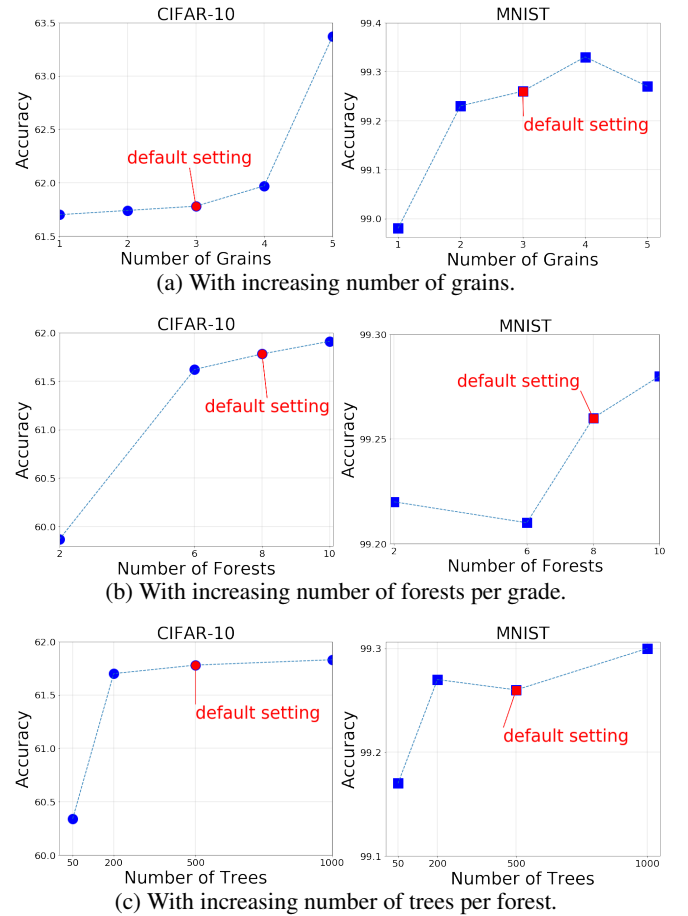 CIFAR-10
63.5
63.0
62.5
62.0
61.5
Accuracy
default setting
1 2 3 4 5
Number of Grains
MNIST
99.4
99.3
99.2
99.1
99.0
Accuracy
default setting
1 2 3 4 5
Number of Grains
(a) With increasing number of grains.
CIFAR-10
62.0
61.5
61.0
60.5
60.0
Accuracy
default setting
2 6 8 10
Number of Forests
MNIST
99.30
99.25
99.20
Accuracy
default setting
2 6 8 10
Number of Forests
(b) With increasing number of forests per grade.
CIFAR-10
62.0
61.5
61.0
60.5
60.0
Accuracy
default setting
50 200 500 1000
Number of Trees
MNIST
99.3
99.2
99.1
Accuracy
default setting
50 200 500 1000
Number of Trees
(c) With increasing number of trees per forest.